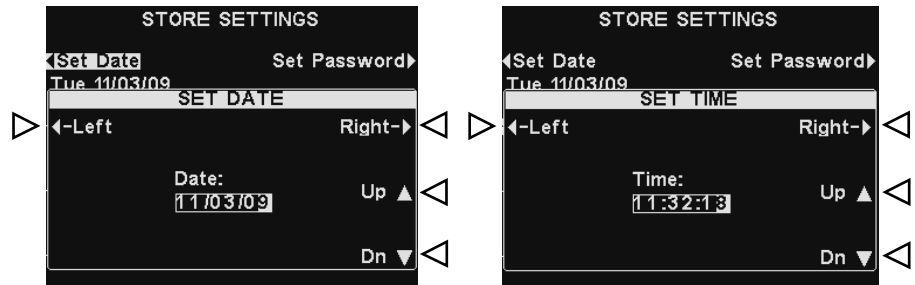 STORE SETTINGS
Set Date Set Password
Tue 11/03/09
SET DATE
-Left Right-
Date:
11/03/09
Up
Dn
STORE SETTINGS
Set Date Set Password
Tue 11/03/09
SET TIME
-Left Right-
Time:
11:32:18
Up
Dn